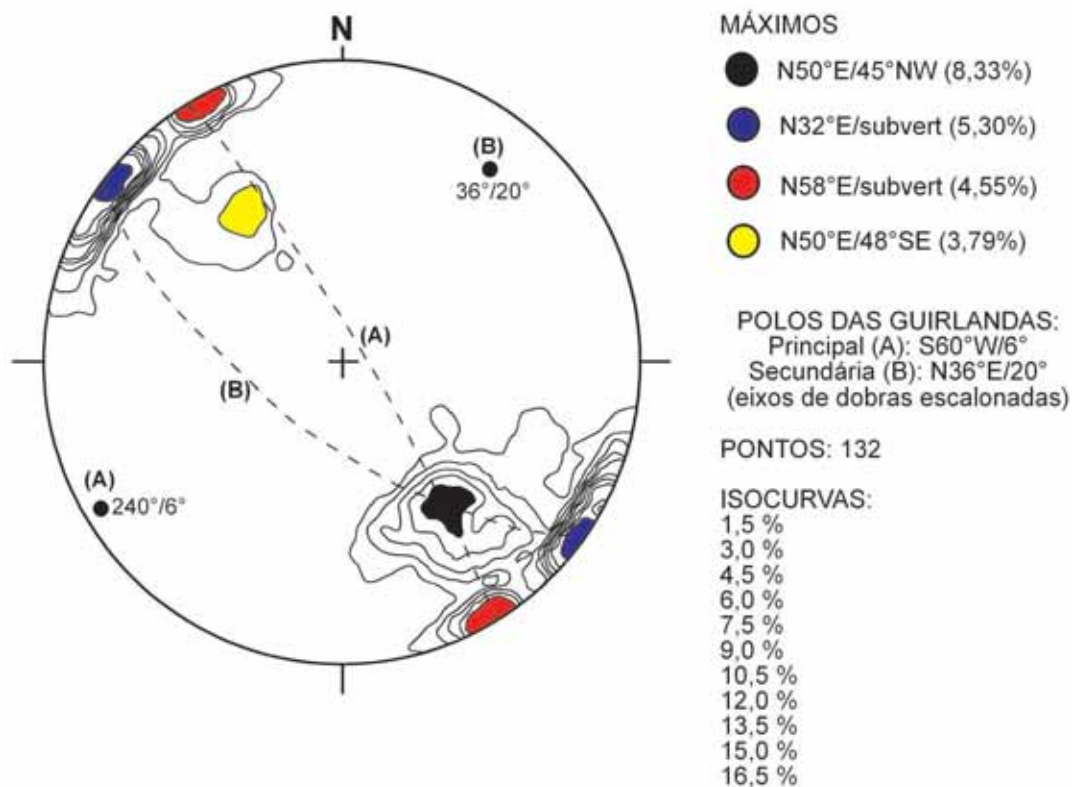 N
(B)
36°/20°
(A)
(B)
(A)
240°/6°
MÁXIMOS
N50°E/45°NW (8,33%)
N32°E/subvert (5,30%)
N58°E/subvert (4,55%)
N50°E/48°SE (3,79%)
POLOS DAS GUIRLANDAS:
Principal (A): S60°W/6°
Secundária (B): N36°E/20°
(eixos de dobras escalonadas)
PONTOS: 132
ISOCURVAS:
1,5 %
3,0 %
4,5 %
6,0 %
7,5 %
9,0 %
10,5 %
12,0 %
13,5 %
15,0 %
16,5 %